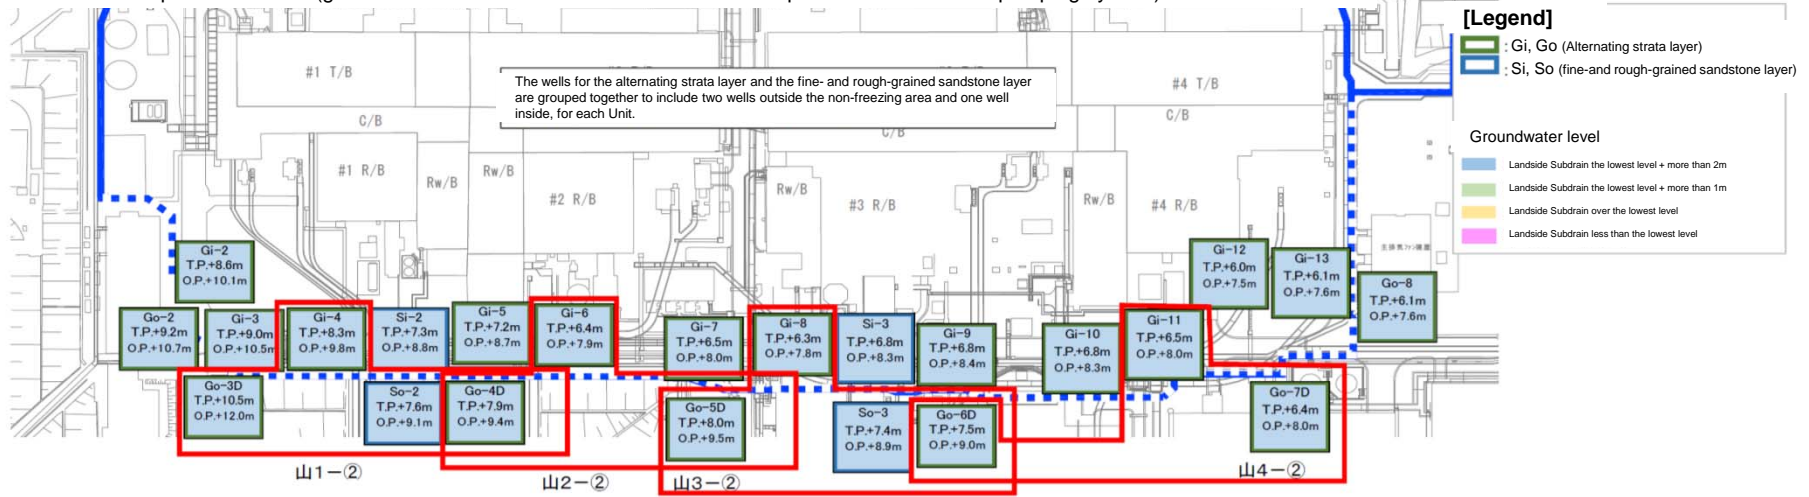 [Legend]
: Gi, Go (Alternating strata layer)
: Si, So (fine-and rough-grained sandstone layer)
Groundwater level
Landside Subdrain the lowest level + more than 2m
Landside Subdrain the lowest level + more than 1m
Landside Subdrain over the lowest level
Landside Subdrain less than the lowest level
The wells for the alternating strata layer and the fine- and rough-grained sandstone layer
are grouped together to include two wells outside the non-freezing area and one well
inside, for each Unit.
#1 T/B
#4 T/B
C/B
C/B
C/B
#1 R/B
Rw/B
Rw/B
#2 R/B
Rw/B
#3 R/B
Rw/B
#4 R/B
Gi-2
T.P.+8.6m
O.P.+10.1m
Go-2
T.P.+9.2m
O.P.+10.7m
Gi-3
T.P.+9.0m
O.P.+10.5m
Gi-4
T.P.+8.3m
O.P.+9.8m
Si-2
T.P.+7.3m
O.P.+8.8m
Gi-5
T.P.+7.2m
O.P.+8.7m
Gi-6
T.P.+6.4m
O.P.+7.9m
Gi-7
T.P.+6.5m
O.P.+8.0m
Gi-8
T.P.+6.3m
O.P.+7.8m
Si-3
T.P.+6.8m
O.P.+8.3m
Gi-9
T.P.+6.8m
O.P.+8.4m
Gi-10
T.P.+6.8m
O.P.+8.3m
Gi-11
T.P.+6.5m
O.P.+8.0m
Gi-12
T.P.+6.0m
O.P.+7.5m
Gi-13
T.P.+6.1m
O.P.+7.6m
Go-8
T.P.+6.1m
O.P.+7.6m
Go-3D
T.P.+10.5m
O.P.+12.0m
So-2
T.P.+7.6m
O.P.+9.1m
Go-4D
T.P.+7.9m
O.P.+9.4m
Go-5D
T.P.+8.0m
O.P.+9.5m
So-3
T.P.+7.4m
O.P.+8.9m
Go-6D
T.P.+7.5m
O.P.+9.0m
Go-7D
T.P.+6.4m
O.P.+8.0m
山1-②
山2-②
山3-②
山4-②